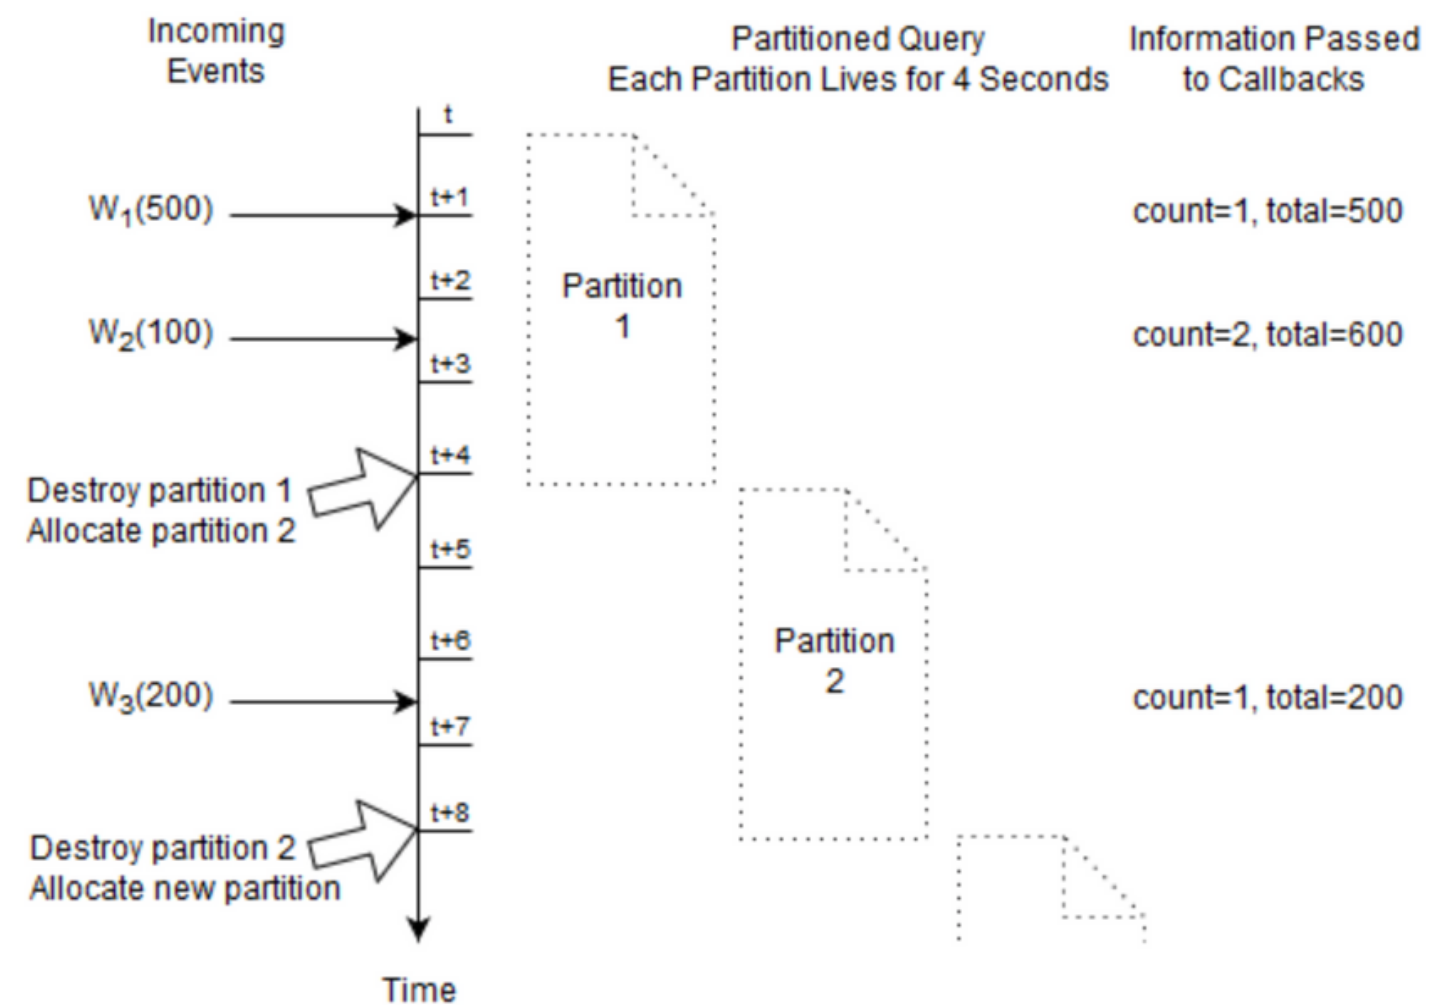 Incoming
Events
Partitioned Query
Each Partition Lives for 4 Seconds
Information Passed
to Callbacks
t
W1(500)
t+1
count=1, total=500
t+2
Partition
1
W2(100)
count=2, total=600
t+3
t+4
Destroy partition 1
Allocate partition 2
t+5
t+6
Partition
2
W3(200)
count=1, total=200
t+7
t+8
Destroy partition 2
Allocate new partition
Time